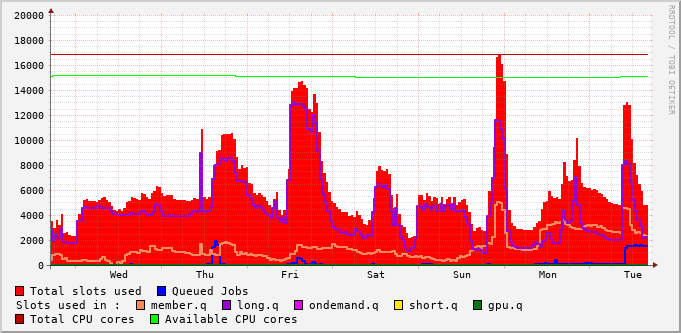 20000
18000
16000
14000
12000
10000
8000
6000
4000
2000
0
Wed Thu Fri Sat Sun Mon Tue
RRDTOOL / TOBI OETIKER
Total slots used Queued Jobs
Slots used in : member.q long.q ondemand.q short.q gpu.q
Total CPU cores Available CPU cores